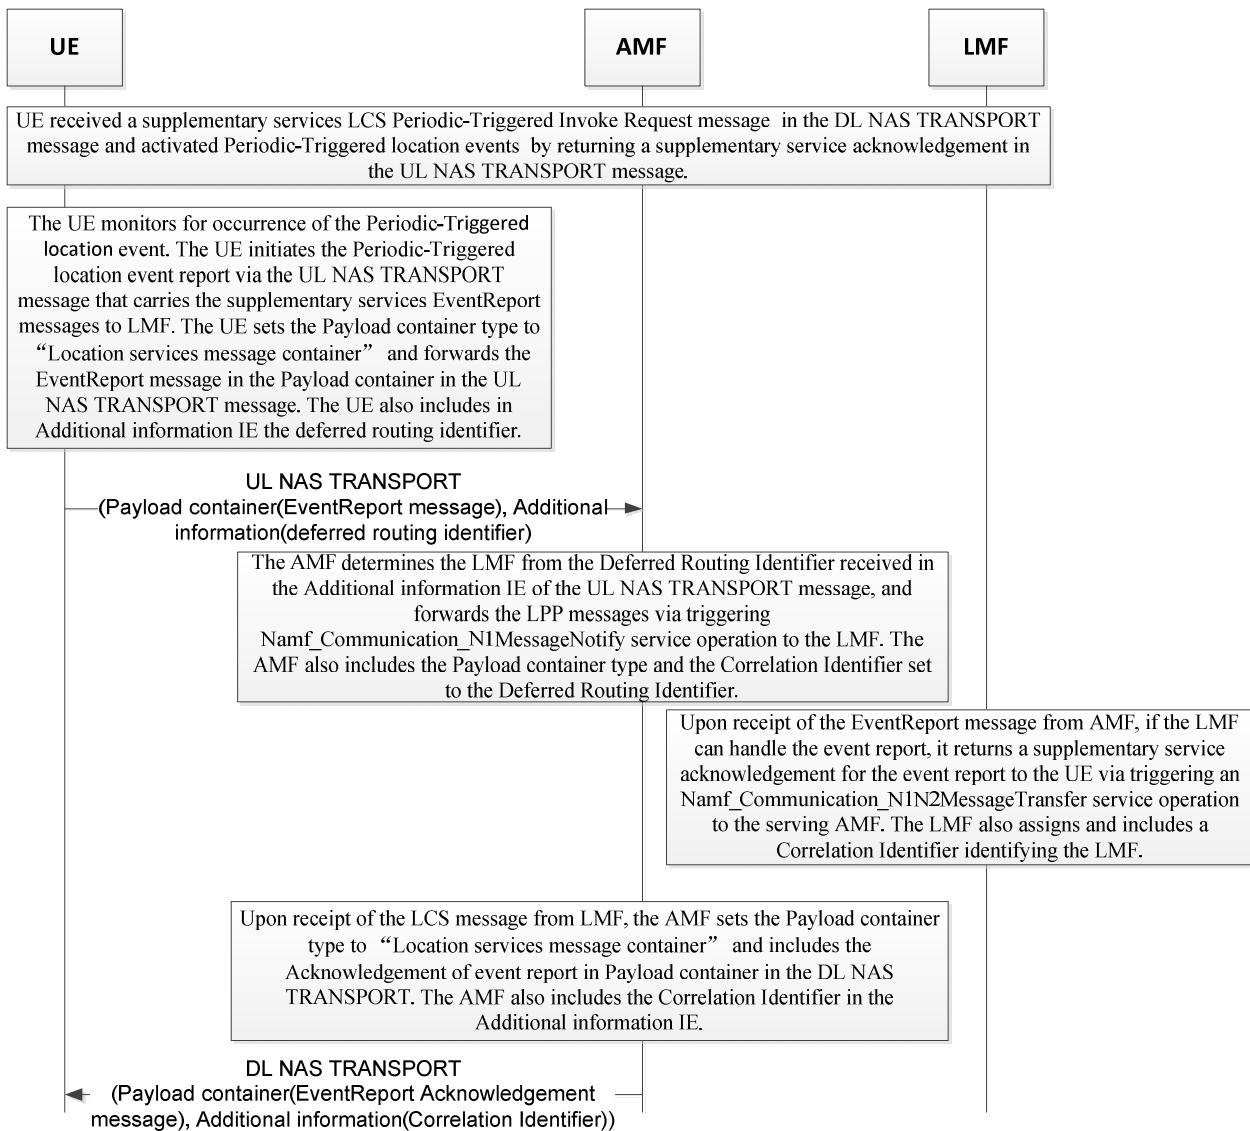 UE
AMF
LMF
UE received a supplementary services LCS Periodic-Triggered Invoke Request message in the DL NAS TRANSPORT
message and activated Periodic-Triggered location events by returning a supplementary service acknowledgement in
the UL NAS TRANSPORT message.
The UE monitors for occurrence of the Periodic-Triggered
location event. The UE initiates the Periodic-Triggered
location event report via the UL NAS TRANSPORT
message that carries the supplementary services EventReport
messages to LMF. The UE sets the Payload container type to
“Location services message container” and forwards the
EventReport message in the Payload container in the UL
NAS TRANSPORT message. The UE also includes in
Additional information IE the deferred routing identifier.
UL NAS TRANSPORT
(Payload container(EventReport message), Additional
information(deferred routing identifier)
The AMF determines the LMF from the Deferred Routing Identifier received in
the Additional information IE of the UL NAS TRANSPORT message, and
forwards the LPP messages via triggering
Namf_Communication_N1MessageNotify service operation to the LMF. The
AMF also includes the Payload container type and the Correlation Identifier set
to the Deferred Routing Identifier.
Upon receipt of the EventReport message from AMF, if the LMF
can handle the event report, it returns a supplementary service
acknowledgement for the event report to the UE via triggering an
Namf_Communication_N1N2MessageTransfer service operation
to the serving AMF. The LMF also assigns and includes a
Correlation Identifier identifying the LMF.
Upon receipt of the LCS message from LMF, the AMF sets the Payload container
type to “Location services message container” and includes the
Acknowledgement of event report in Payload container in the DL NAS
TRANSPORT. The AMF also includes the Correlation Identifier in the
Additional information IE.
DL NAS TRANSPORT
(Payload container(EventReport Acknowledgement
message), Additional information(Correlation Identifier))